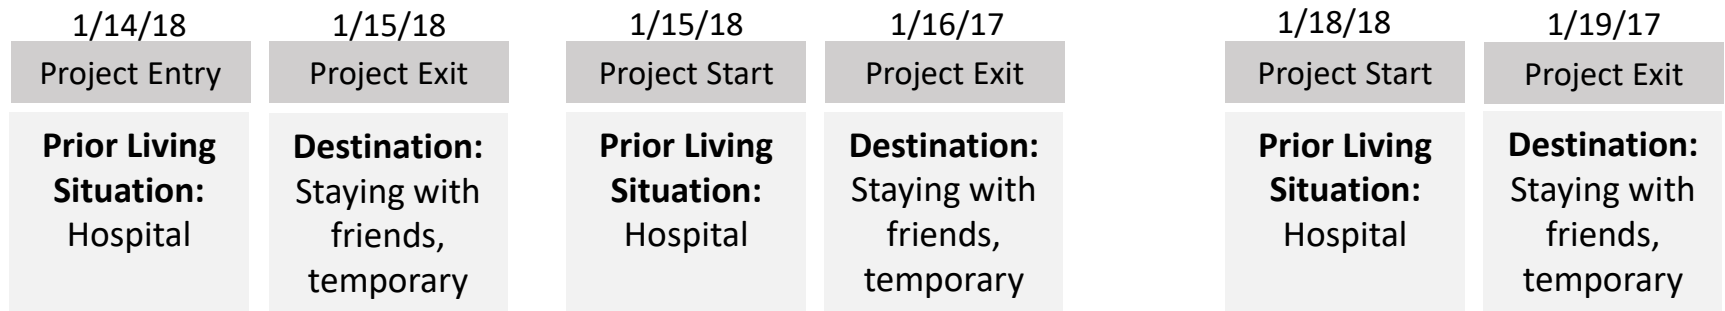 1/14/18
Project Entry
Prior Living
Situation:
Hospital
1/15/18
Project Exit
Destination:
Staying with
friends,
temporary
1/15/18
Project Start
Prior Living
Situation:
Hospital
1/16/17
Project Exit
Destination:
Staying with
friends,
temporary
1/18/18
Project Start
Prior Living
Situation:
Hospital
1/19/17
Project Exit
Destination:
Staying with
friends,
temporary